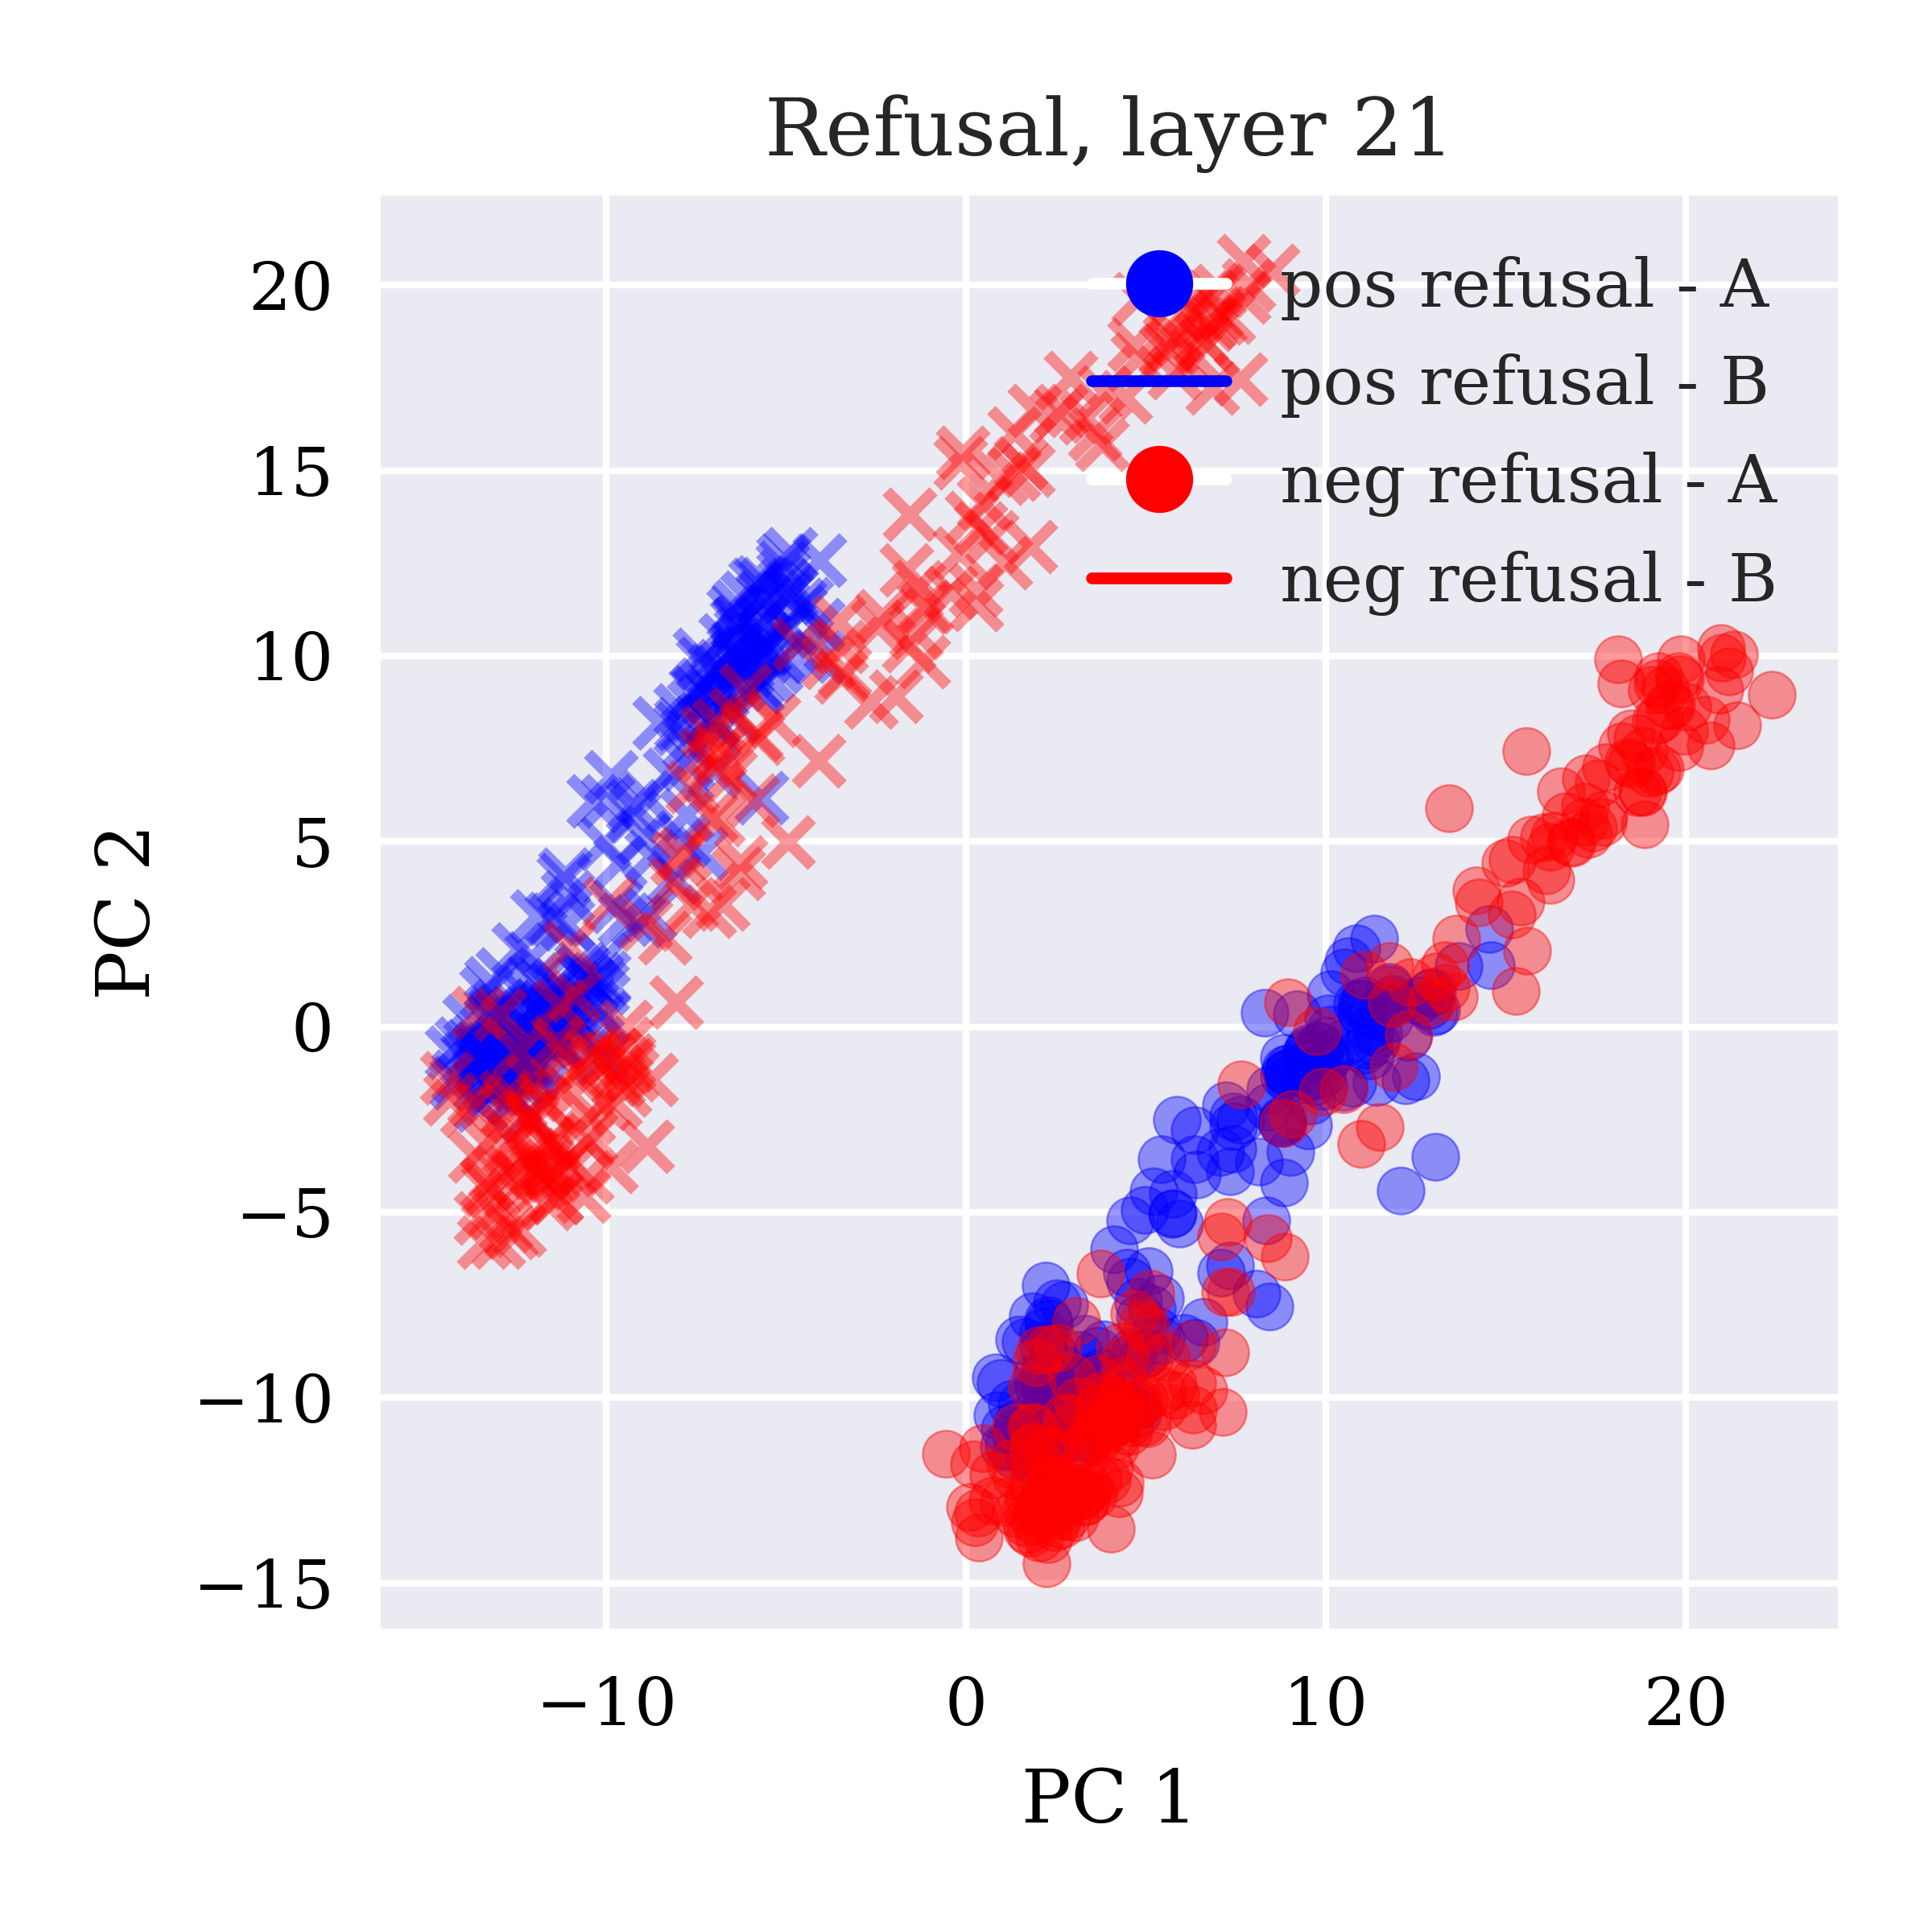 Refusal, layer 21
pos refusal - A
pos refusal - B
neg refusal - A
neg refusal - B
20
15
10
5
0
−5
−10
−15
PC 2
−10
0
10
20
PC 1